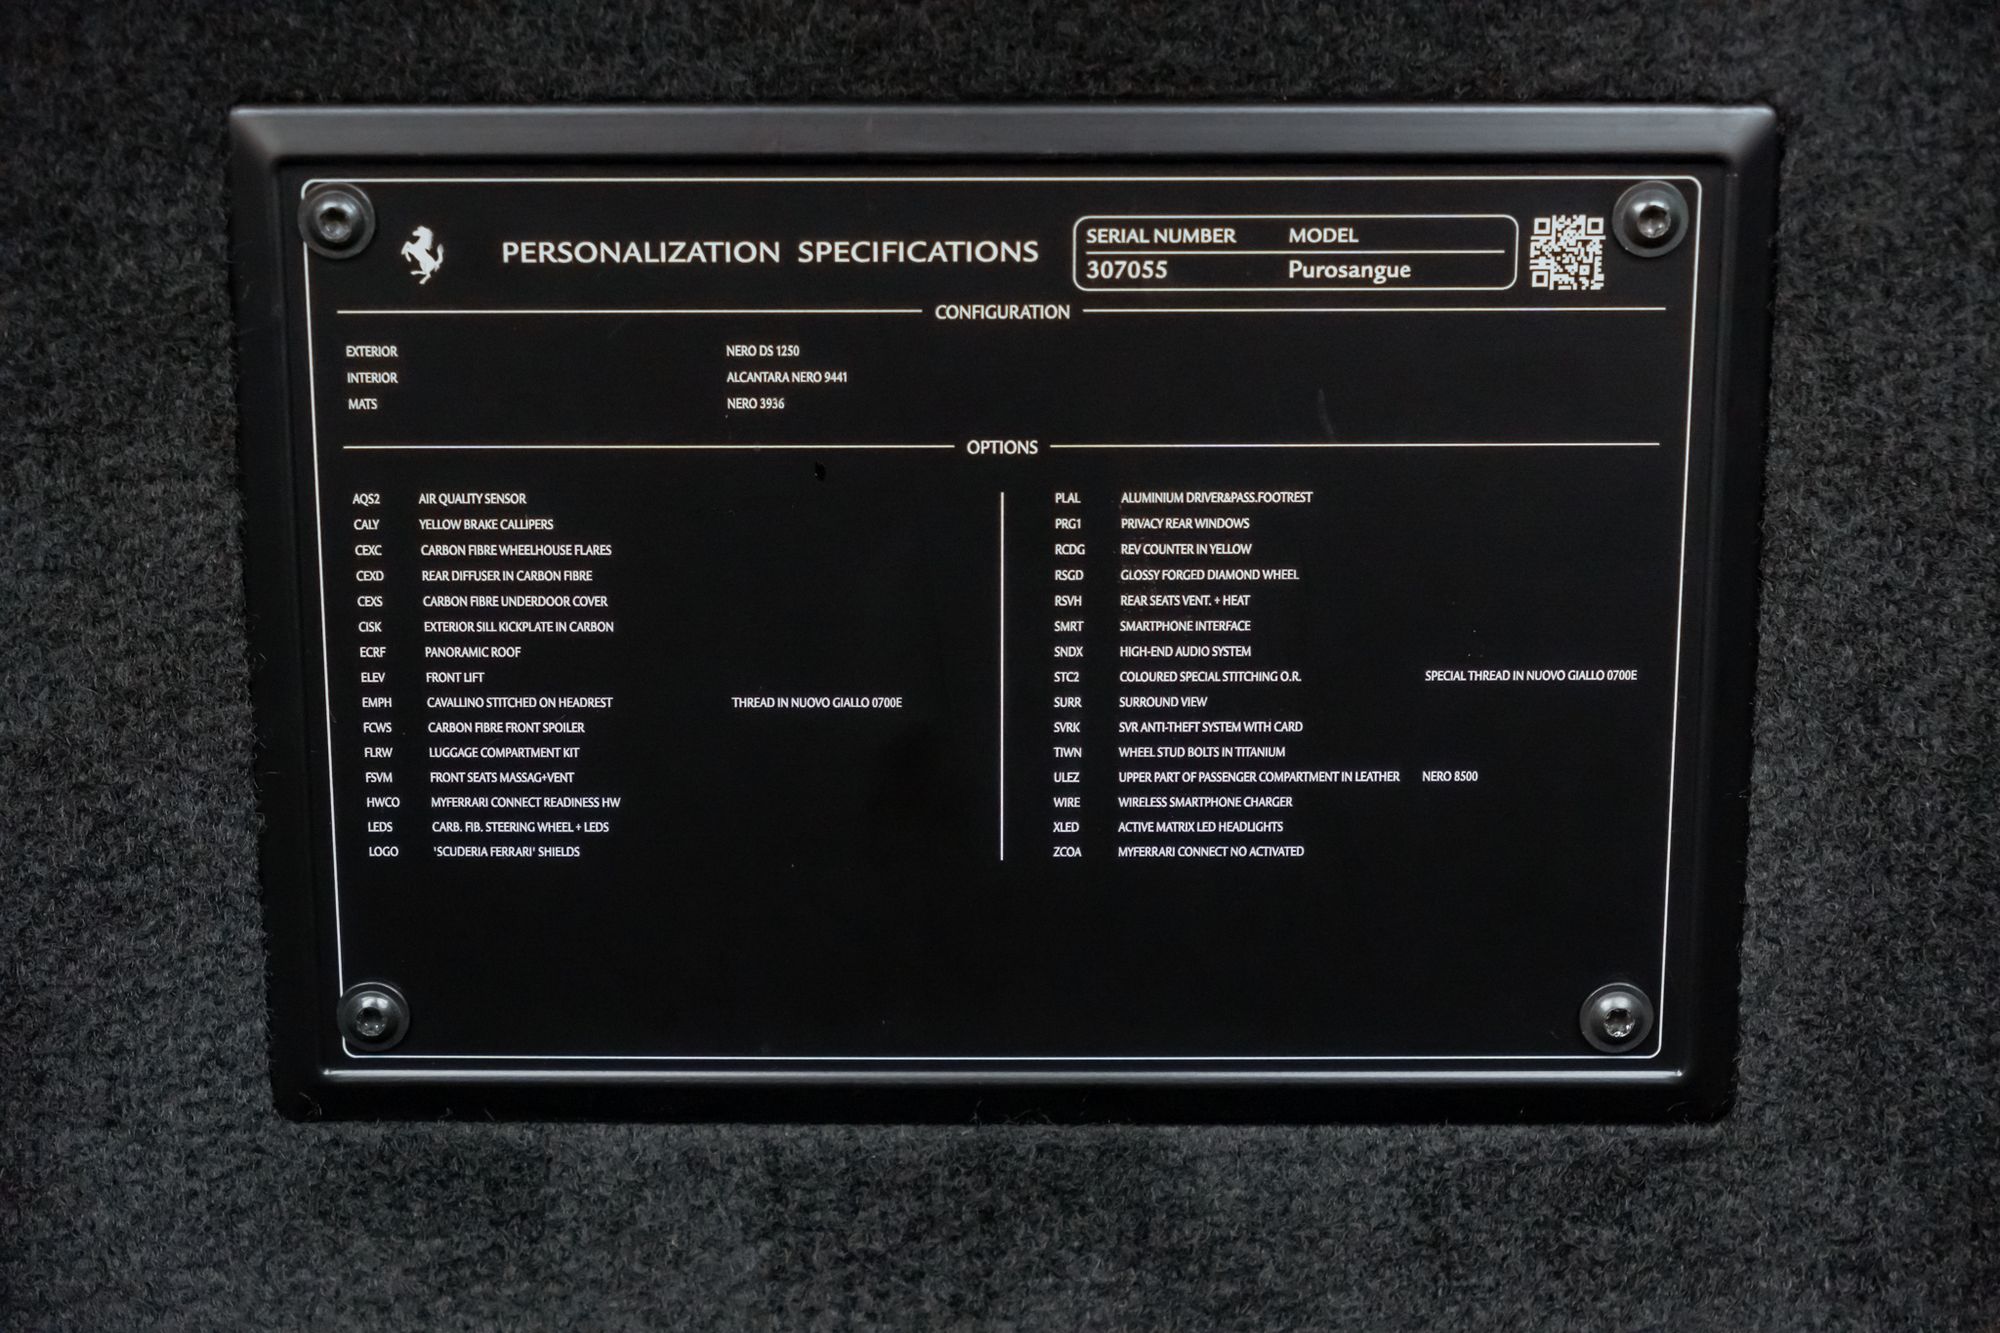 PERSONALIZATION SPECIFICATIONS
SERIAL NUMBER MODEL
307055 Purosangue
CONFIGURATION
EXTERIOR NERO DS 1250
INTERIOR ALCANTARA NERO 9441
MATS NERO 3936
OPTIONS
AQS2 AIR QUALITY SENSOR
CALY YELLOW BRAKE CALLIPERS
CEXC CARBON FIBRE WHEELHOUSE FLARES
CEXD REAR DIFFUSER IN CARBON FIBRE
CEXS CARBON FIBRE UNDERDOOR COVER
CISK EXTERIOR SILL KICKPLATE IN CARBON
ECRF PANORAMIC ROOF
ELEV FRONT LIFT
EMPH CAVALLINO STITCHED ON HEADREST THREAD IN NUOVO GIALLO 0700E
FCWS CARBON FIBRE FRONT SPOILER
FLRW LUGGAGE COMPARTMENT KIT
FSVM FRONT SEATS MASSAG+VENT
HWCO MYFERRARI CONNECT READINESS HW
LEDS CARB. FIB. STEERING WHEEL + LEDS
LOGO 'SCUDERIA FERRARI' SHIELDS
PLAL ALUMINIUM DRIVER&PASS.FOOTREST
PRG1 PRIVACY REAR WINDOWS
RCDG REV COUNTER IN YELLOW
RSGD GLOSSY FORGED DIAMOND WHEEL
RSVH REAR SEATS VENT. + HEAT
SMRT SMARTPHONE INTERFACE
SNDX HIGH-END AUDIO SYSTEM
STC2 COLOURED SPECIAL STITCHING O.R. SPECIAL THREAD IN NUOVO GIALLO 0700E
SURR SURROUND VIEW
SVRK SVR ANTI-THEFT SYSTEM WITH CARD
TIWN WHEEL STUD BOLTS IN TITANIUM
ULEZ UPPER PART OF PASSENGER COMPARTMENT IN LEATHER NERO 8500
WIRE WIRELESS SMARTPHONE CHARGER
XLED ACTIVE MATRIX LED HEADLIGHTS
ZCOA MYFERRARI CONNECT NO ACTIVATED